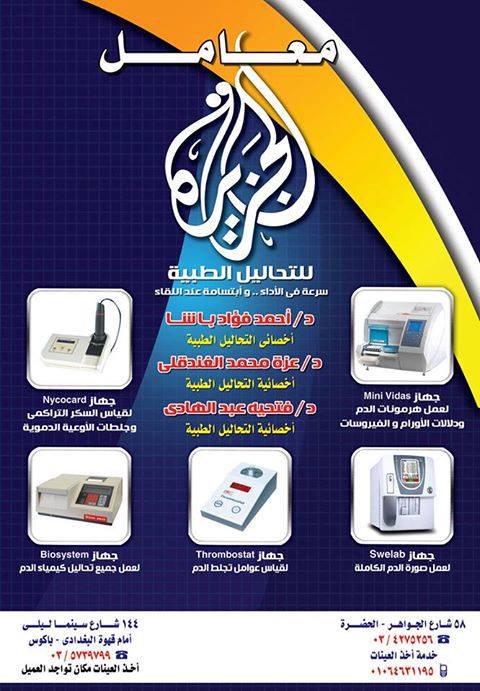 معامل
الجزيرة
للتحاليل الطبية
سرعة فى الأداء .. و أبتسامة عند اللقاء
د/ أحمد فؤاد باشا
أخصائى التحاليل الطبية
د/ عزة محمد الفندقلى
أخصائية التحاليل الطبية
د/ فتحيه عبد الهادى
أخصائية التحاليل الطبية
جهاز Mini Vidas
لعمل هرمونات الدم
ودلالات الأورام و الفيروسات
جهاز Nycocard
لقياس السكر التراكمى
وجلطات الأوعية الدموية
جهاز Swelab
لعمل صورة الدم الكاملة
جهاز Thrombostat
لقياس عوامل تجلط الدم
جهاز Biosystem
لعمل جميع تحاليل كيمياء الدم
٥٨ شارع الجواهر - الحضرة
٠٣ / ٤٢٧٥٢٥٦
خدمة أخذ العينات
٠١٠٦٤٦٣١١٩٥
١٤٤ شارع سينما ليلى
أمام قهوة البغدادى - باكوس
٠٣ / ٥٧٣٩٧٩٩
أخذ العينات مكان تواجد العميل